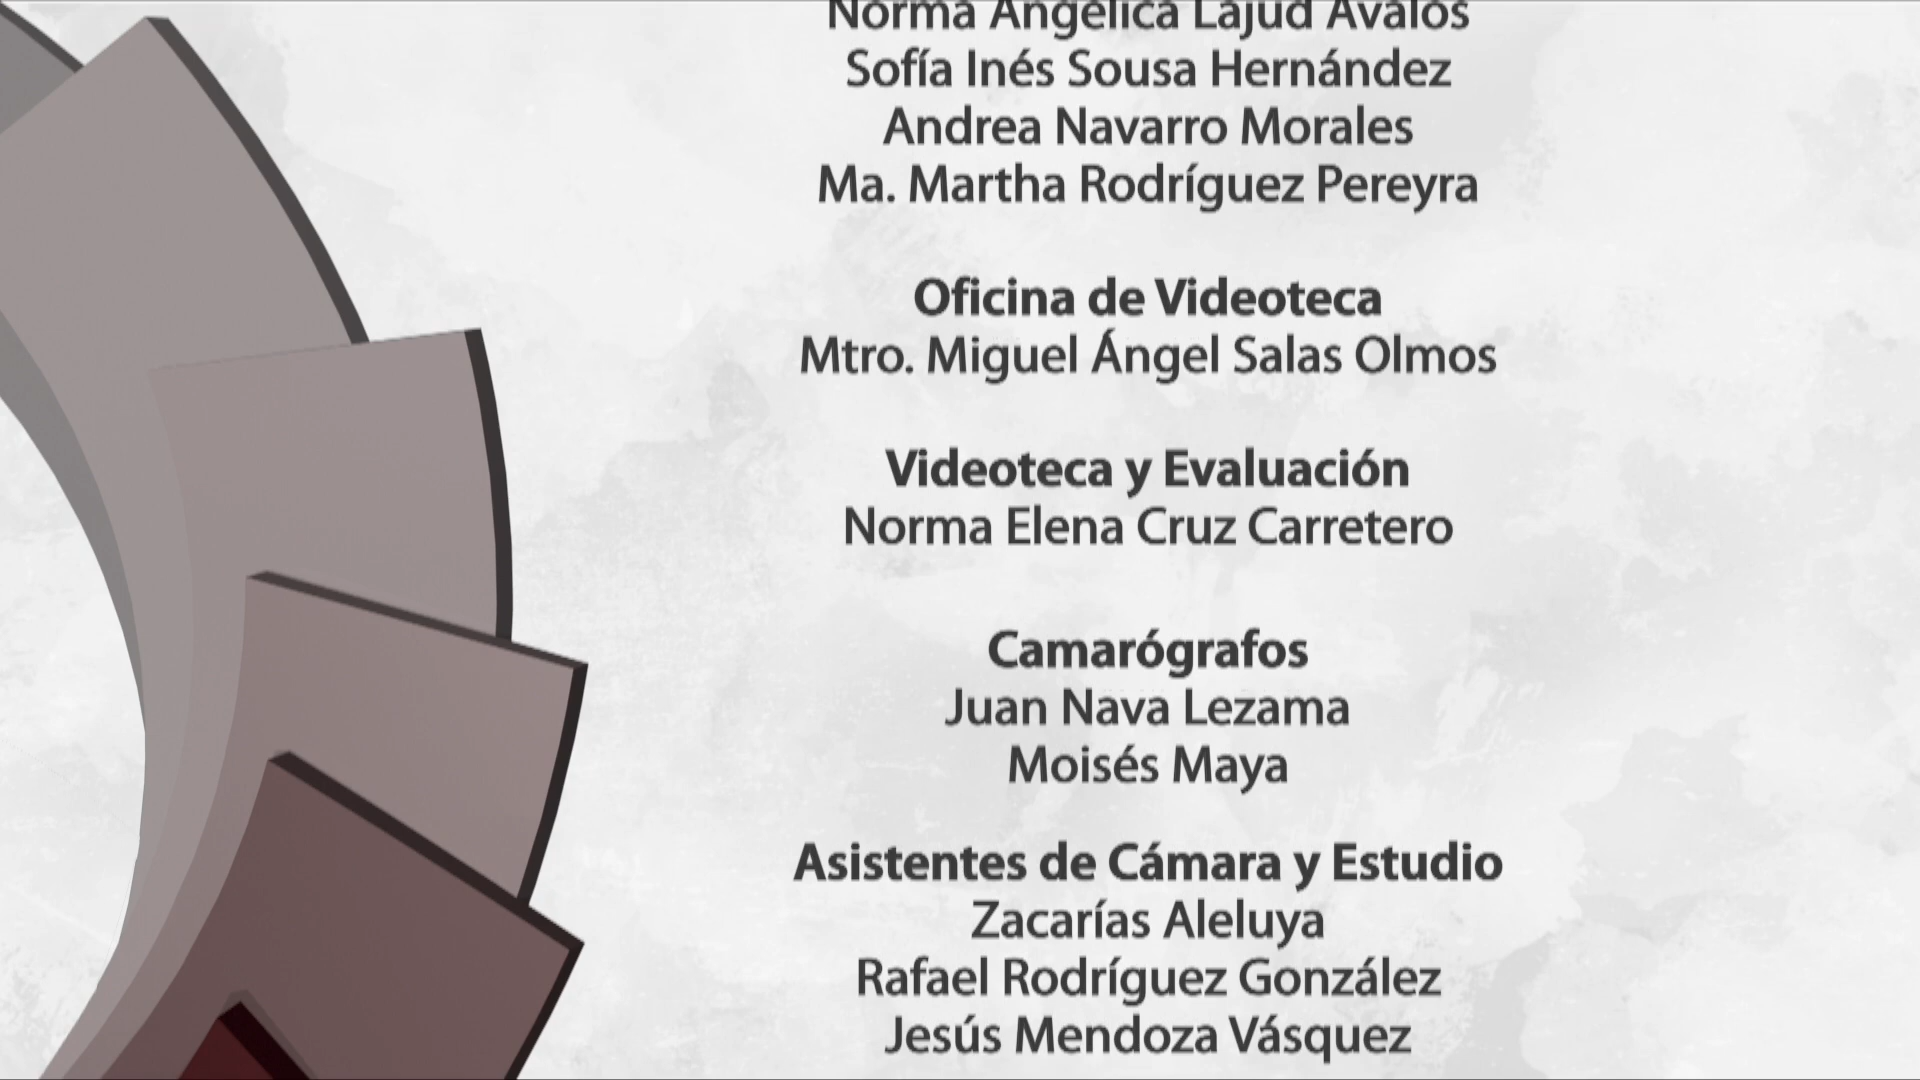 Norma Angélica Lajud Avalos
Sofía Inés Sousa Hernández
Andrea Navarro Morales
Ma. Martha Rodríguez Pereyra
Oficina de Videoteca
Mtro. Miguel Ángel Salas Olmos
Videoteca y Evaluación
Norma Elena Cruz Carretero
Camarógrafos
Juan Nava Lezama
Moisés Maya
Asistentes de Cámara y Estudio
Zacarías Aleluya
Rafael Rodríguez González
Jesús Mendoza Vásquez